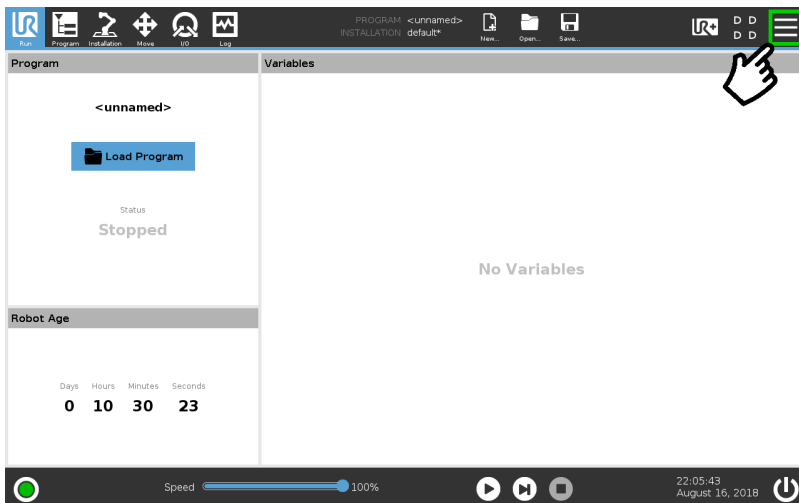 UR
Run
Program
Installation
Move
I/O
Log
PROGRAM <unnamed>
INSTALLATION default*
New...
Open...
Save...
UR+
D D
D D
Program
<unnamed>
Load Program
Status
Stopped
Variables
No Variables
Robot Age
Days Hours Minutes Seconds
0 10 30 23
Speed
100%
22:05:43
August 16, 2018